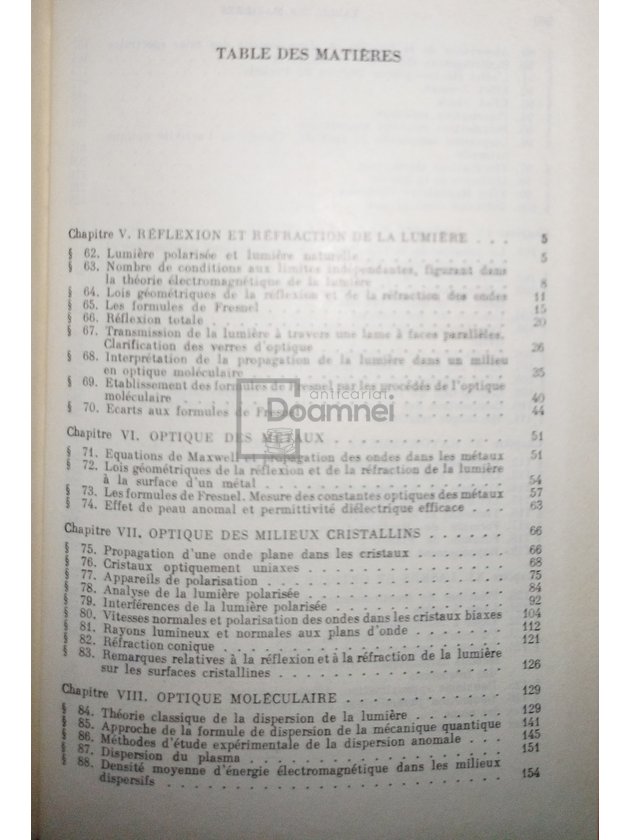 TABLE DES MATIÈRES
Chapitre V. RÉFLEXION ET RÉFRACTION DE LA LUMIÈRE . . . 5
§ 62. Lumière polarisée et lumière naturelle . . . . . . . . 5
§ 63. Nombre de conditions aux limites indépendantes, figurant dans
la théorie électromagnétique de la lumière . . . . . . . . 8
§ 64. Lois géométriques de la réflexion et de la réfraction des ondes 11
§ 65. Les formules de Fresnel . . . . . . . . 15
§ 66. Réflexion totale . . . . . . . . 20
§ 67. Transmission de la lumière à travers une lame à faces parallèles.
Clarification des verres d'optique . . . . . . . . 26
§ 68. Interprétation de la propagation de la lumière dans un milieu
en optique moléculaire . . . . . . . . 35
§ 69. Etablissement des formules de Fresnel par les procédés de l'optique
moléculaire . . . . . . . . 40
§ 70. Ecarts aux formules de Fresnel . . . . . . . . 44
anticariat
Doamnei
Chapitre VI. OPTIQUE DES MÉTAUX . . . . . . . . 51
§ 71. Equations de Maxwell et propagation des ondes dans les métaux 51
§ 72. Lois géométriques de la réflexion et de la réfraction de la lumière
à la surface d'un métal . . . . . . . . 54
§ 73. Les formules de Fresnel. Mesure des constantes optiques des métaux 57
§ 74. Effet de peau anomal et permittivité diélectrique efficace . . . 63
Chapitre VII. OPTIQUE DES MILIEUX CRISTALLINS . . . . . . 66
§ 75. Propagation d'une onde plane dans les cristaux . . . . . . 66
§ 76. Cristaux optiquement uniaxes . . . . . . . . 68
§ 77. Appareils de polarisation . . . . . . . . 75
§ 78. Analyse de la lumière polarisée . . . . . . . . 84
§ 79. Interférences de la lumière polarisée . . . . . . . . 92
§ 80. Vitesses normales et polarisation des ondes dans les cristaux biaxes 104
§ 81. Rayons lumineux et normales aux plans d'onde . . . . . . 112
§ 82. Réfraction conique . . . . . . . . 121
§ 83. Remarques relatives à la réflexion et à la réfraction de la lumière
sur les surfaces cristallines . . . . . . . . 126
Chapitre VIII. OPTIQUE MOLÉCULAIRE . . . . . . . . 129
§ 84. Théorie classique de la dispersion de la lumière . . . . . . 129
§ 85. Approche de la formule de dispersion de la mécanique quantique 141
§ 86. Méthodes d'étude expérimentale de la dispersion anomale . . . 145
§ 87. Dispersion du plasma . . . . . . . . 151
§ 88. Densité moyenne d'énergie électromagnétique dans les milieux
dispersifs . . . . . . . . 154